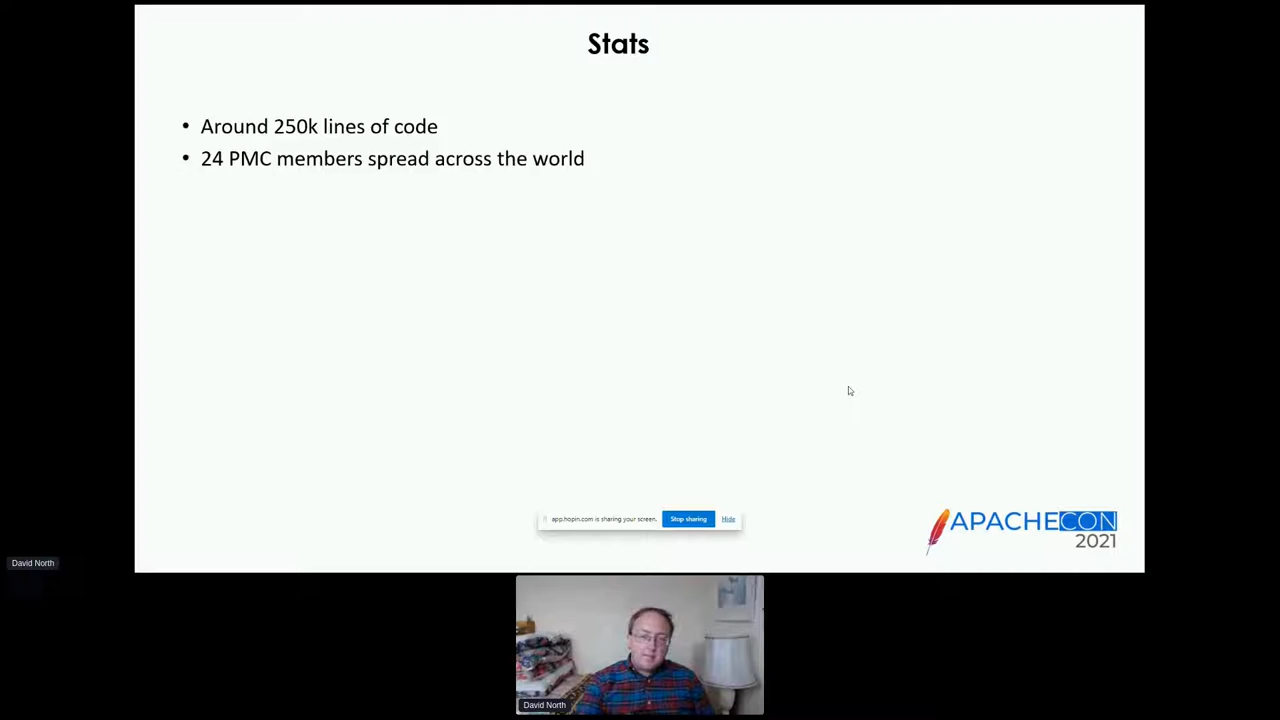 Stats
• Around 250k lines of code
• 24 PMC members spread across the world
app.hopin.com is sharing your screen.
Stop sharing
Hide
APACHECON
2021
David North
David North